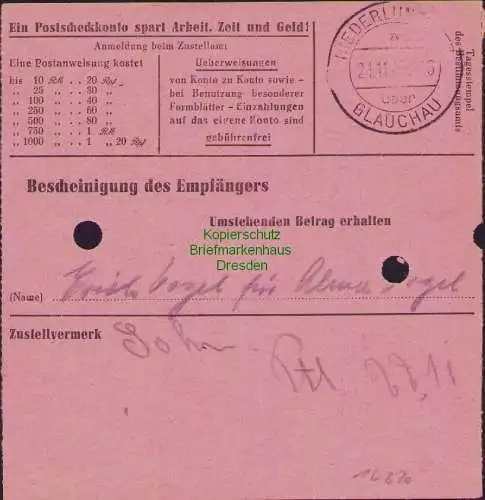 Ein Postscheckkonto spart Arbeit, Zeit und Geld!
Anmeldung beim Zusteller
Eine Postanweisung kostet
bis 10 RM . . 20 Rpf
„ 25 „ . . 30 „
„ 100 „ . . 40 „
„ 250 „ . . 60 „
„ 500 „ . . 80 „
„ 750 „ . . 1 RM
„ 1000 „ . . 1 „ 20 Rpf
Überweisungen
von Konto zu Konto sowie -
bei Benutzung besonderer
Formblätter - Einzahlungen
auf das eigene Konto sind
gebührenfrei
a
über
GLAUCHAU
Tagesstempel
des Bestimmungsamts
Bescheinigung des Empfängers
Umstehenden Betrag erhalten
Kopierschutz
Briefmarkenhaus
Dresden
(Name) Vogel für Alma Vogel
Zustellvermerk Sohn